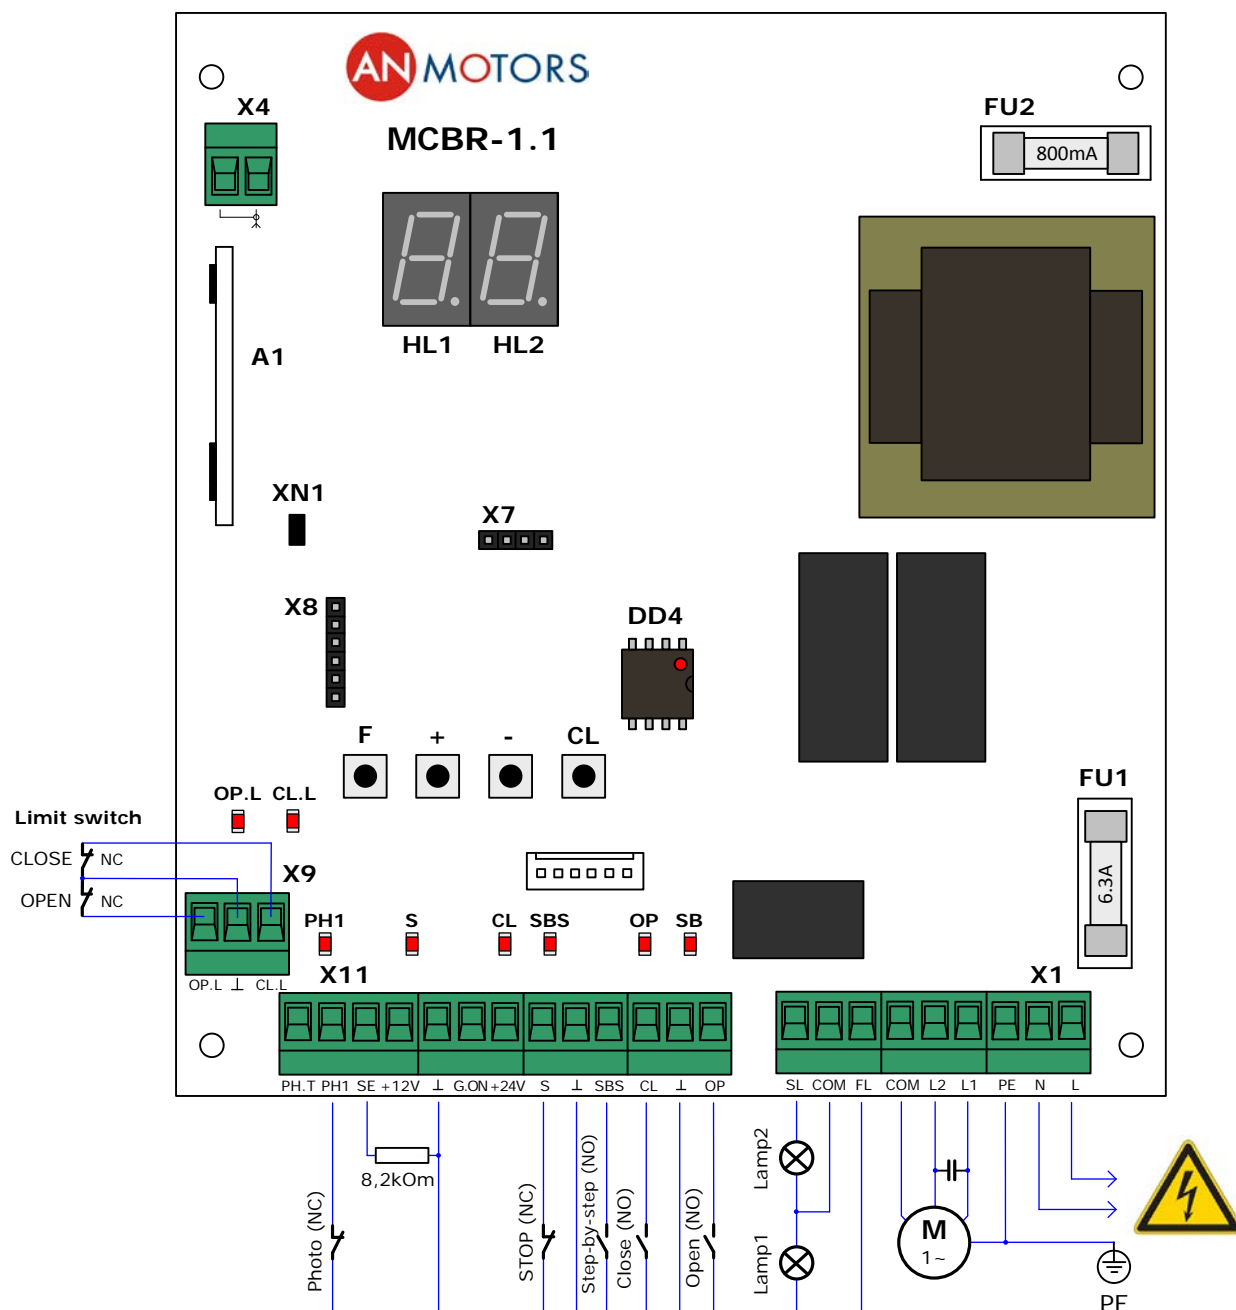 AN MOTORS
X4
FU2
MCBR-1.1
800mA
HL1 HL2
A1
XN1
X7
X8
DD4
F + - CL
FU1
OP.L CL.L
Limit switch
CLOSE NC
X9
OPEN NC
6.3A
PH1 S CL SBS OP SB
X11 X1
OP.L ⊥ CL.L
PH.T PH1 SE +12V ⊥ G.ON +24V S ⊥ SBS CL ⊥ OP SL COM FL COM L2 L1 PE N L
Lamp2
8,2kOm
Photo (NC)
STOP (NC)
Step-by-step (NO)
Close (NO)
Open (NO)
Lamp1
M
1~